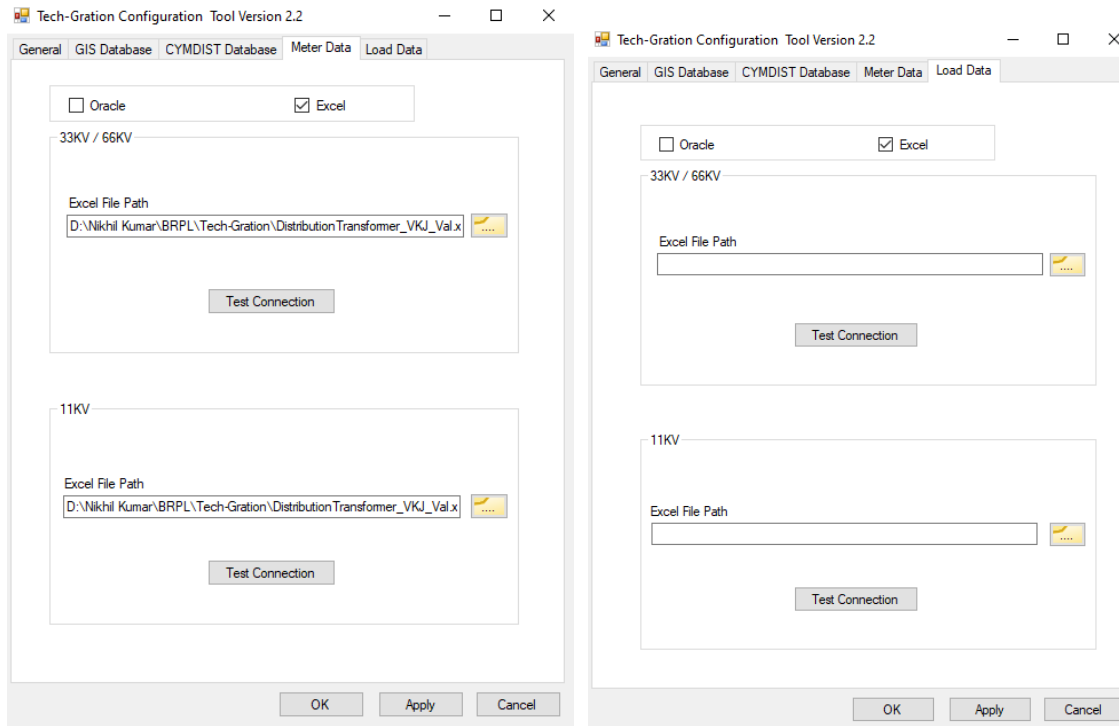 Tech-Gration Configuration Tool Version 2.2
General GIS Database CYMDIST Database Meter Data Load Data
Oracle Excel
33KV / 66KV
Excel File Path
D:\Nikhil Kumar\BRPL\Tech-Gration\DistributionTransformer_VKJ_Val.x
....
Test Connection
11KV
Excel File Path
D:\Nikhil Kumar\BRPL\Tech-Gration\DistributionTransformer_VKJ_Val.x
....
Test Connection
OK Apply Cancel
Tech-Gration Configuration Tool Version 2.2
General GIS Database CYMDIST Database Meter Data Load Data
Oracle Excel
33KV / 66KV
Excel File Path
....
Test Connection
11KV
Excel File Path
....
Test Connection
OK Apply Cancel